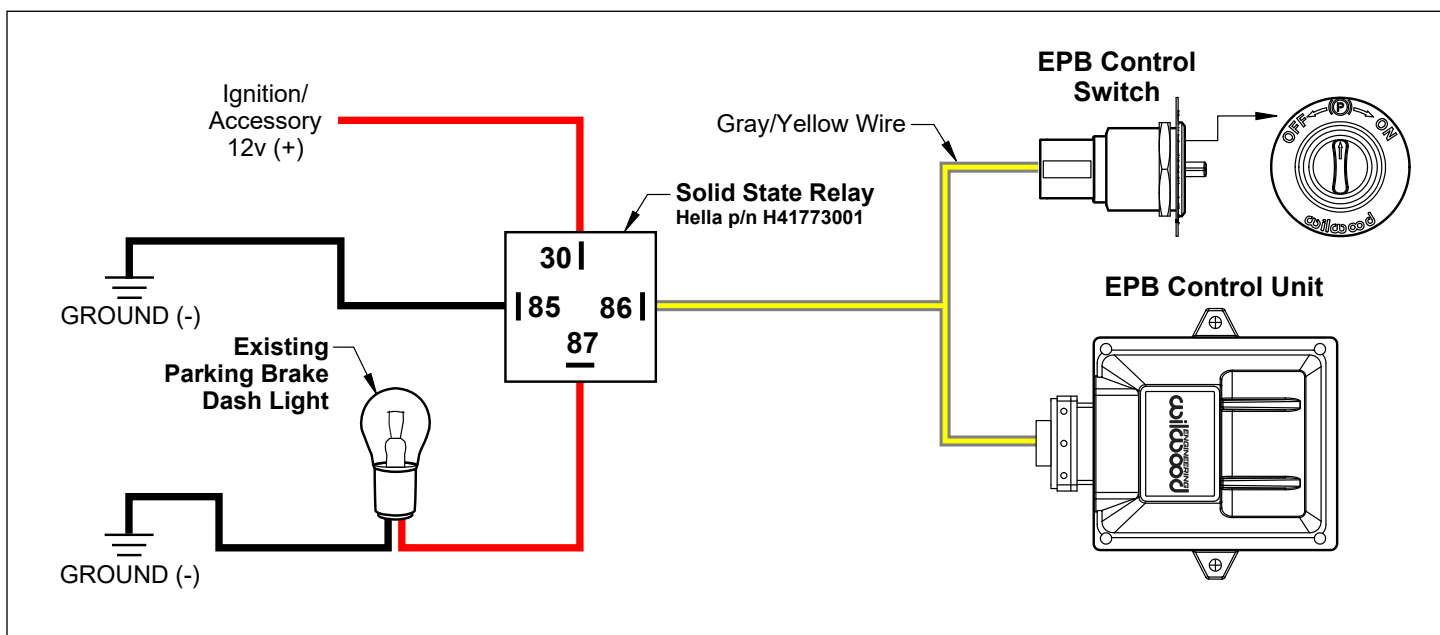 Ignition/
Accessory
12v (+)
GROUND (-)
Existing
Parking Brake
Dash Light
GROUND (-)
30
85
86
87
Solid State Relay
Hella p/n H41773001
Gray/Yellow Wire
EPB Control
Switch
OFF (P) ON
wilwood
EPB Control Unit
wilwood
ENGINEERING